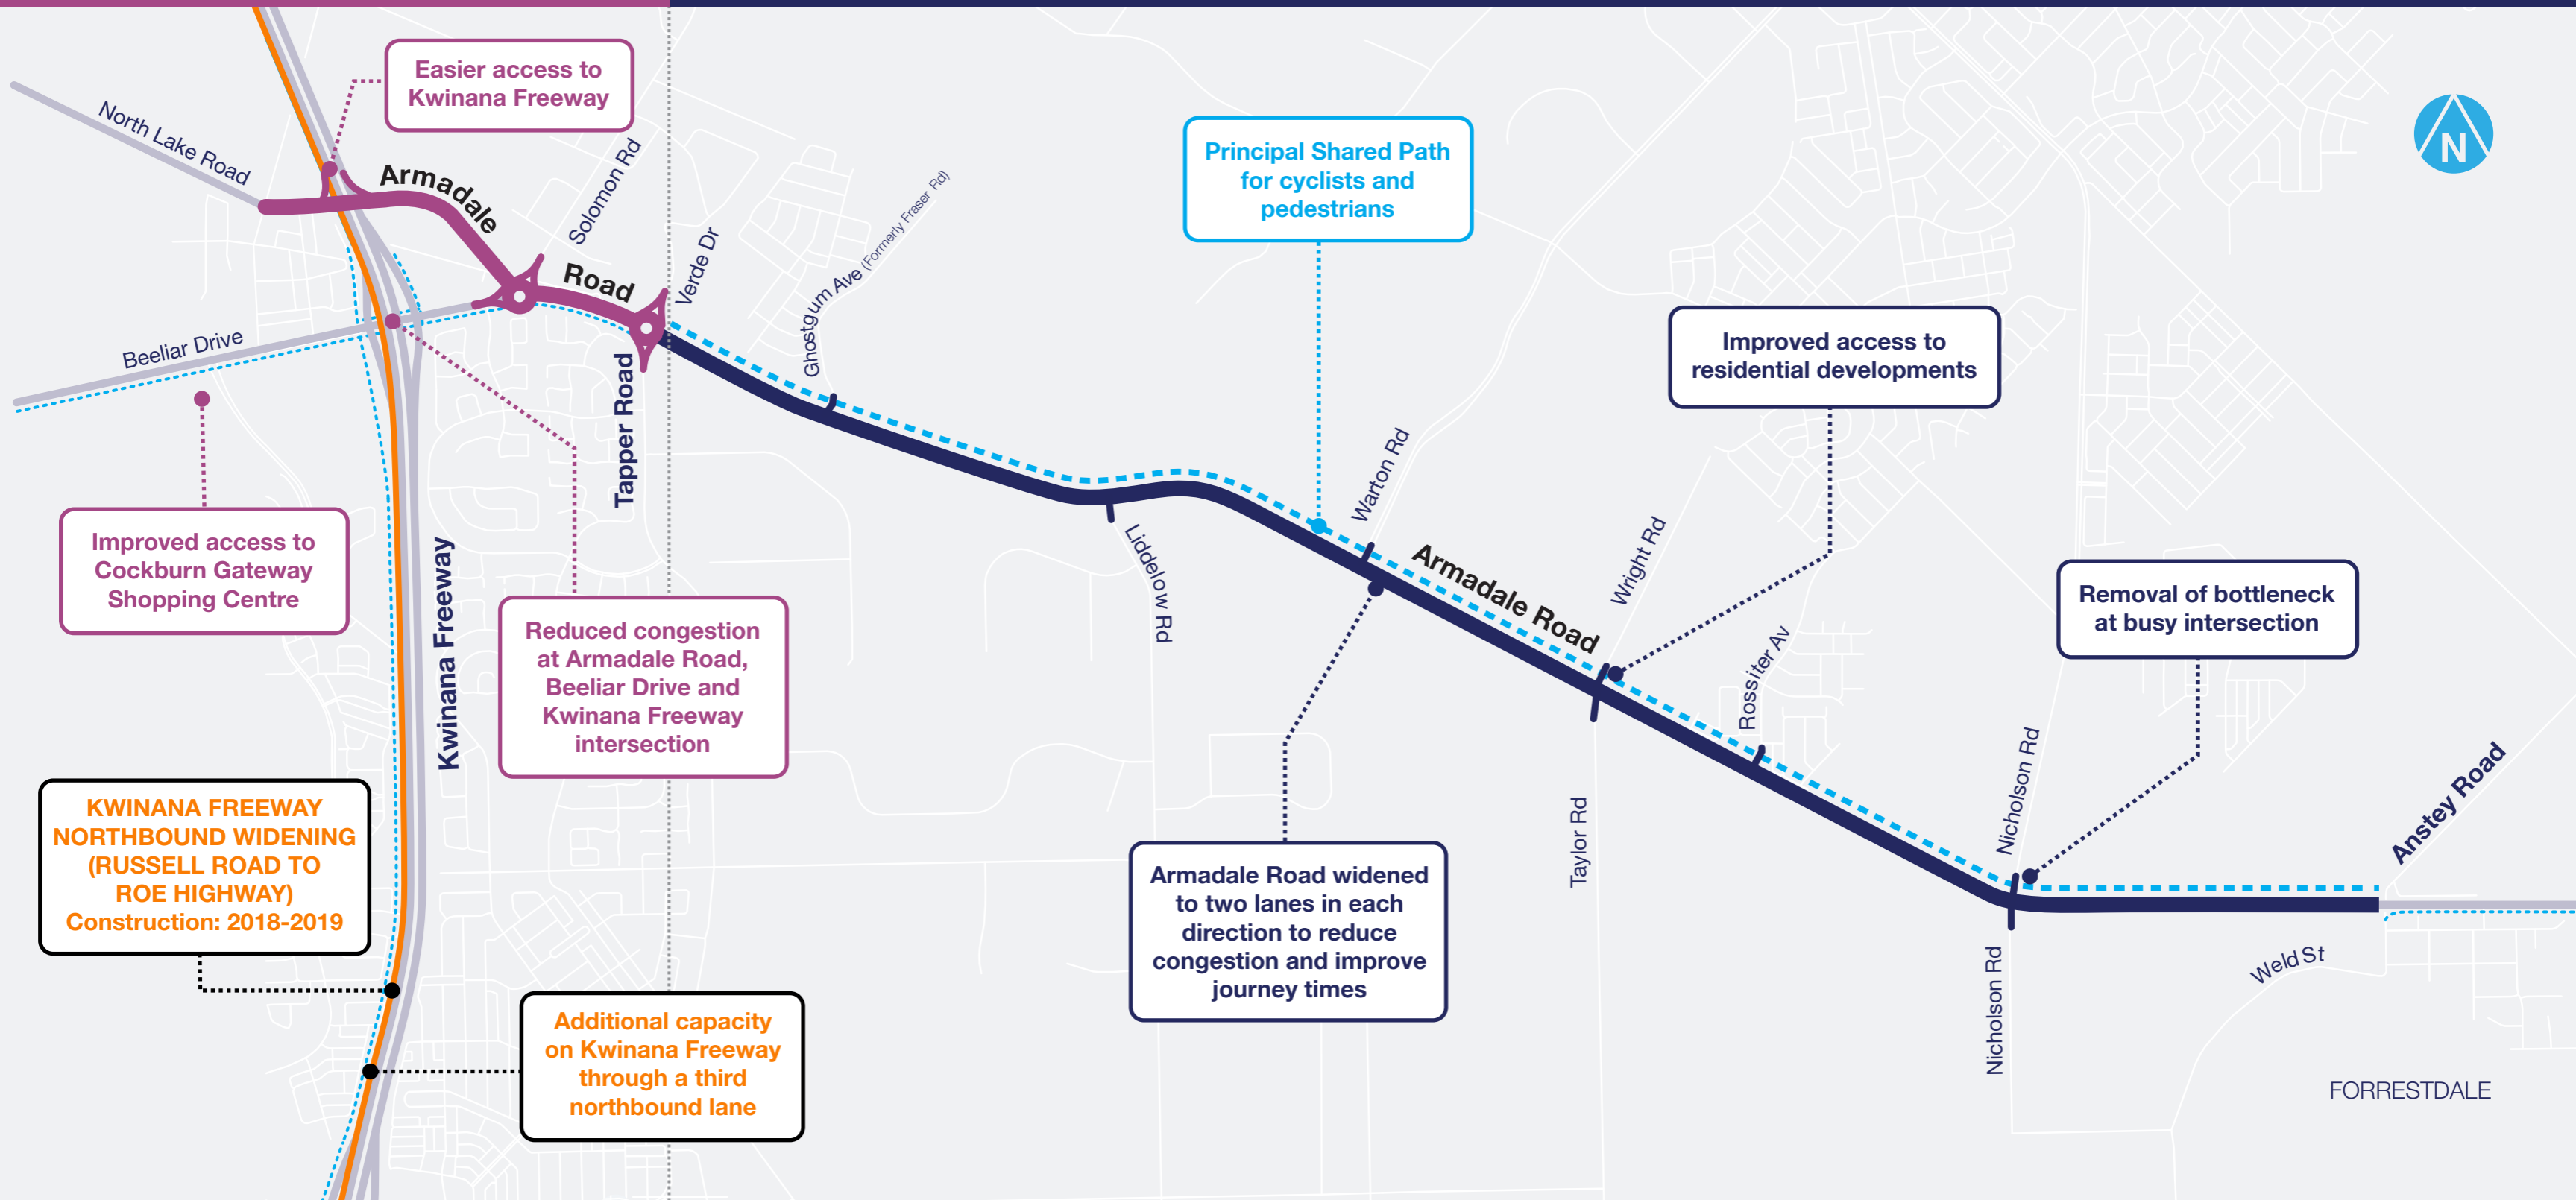 Easier access to
Kwinana Freeway
North Lake Road
Armadale
Road
Solomon Rd
Verde Dr
Ghostgum Ave (Formerly Fraser Rd)
Principal Shared Path
for cyclists and
pedestrians
N
Beeliar Drive
Tapper Road
Improved access to
residential developments
Improved access to
Cockburn Gateway
Shopping Centre
Kwinana Freeway
Reduced congestion
at Armadale Road,
Beeliar Drive and
Kwinana Freeway
intersection
Liddelow Rd
Warton Rd
Armadale Road
Wright Rd
Rossiter Av
Removal of bottleneck
at busy intersection
KWINANA FREEWAY
NORTHBOUND WIDENING
(RUSSELL ROAD TO
ROE HIGHWAY)
Construction: 2018-2019
Armadale Road widened
to two lanes in each
direction to reduce
congestion and improve
journey times
Taylor Rd
Nicholson Rd
Anstey Road
Nicholson Rd
Weld St
Additional capacity
on Kwinana Freeway
through a third
northbound lane
FORRESTDALE